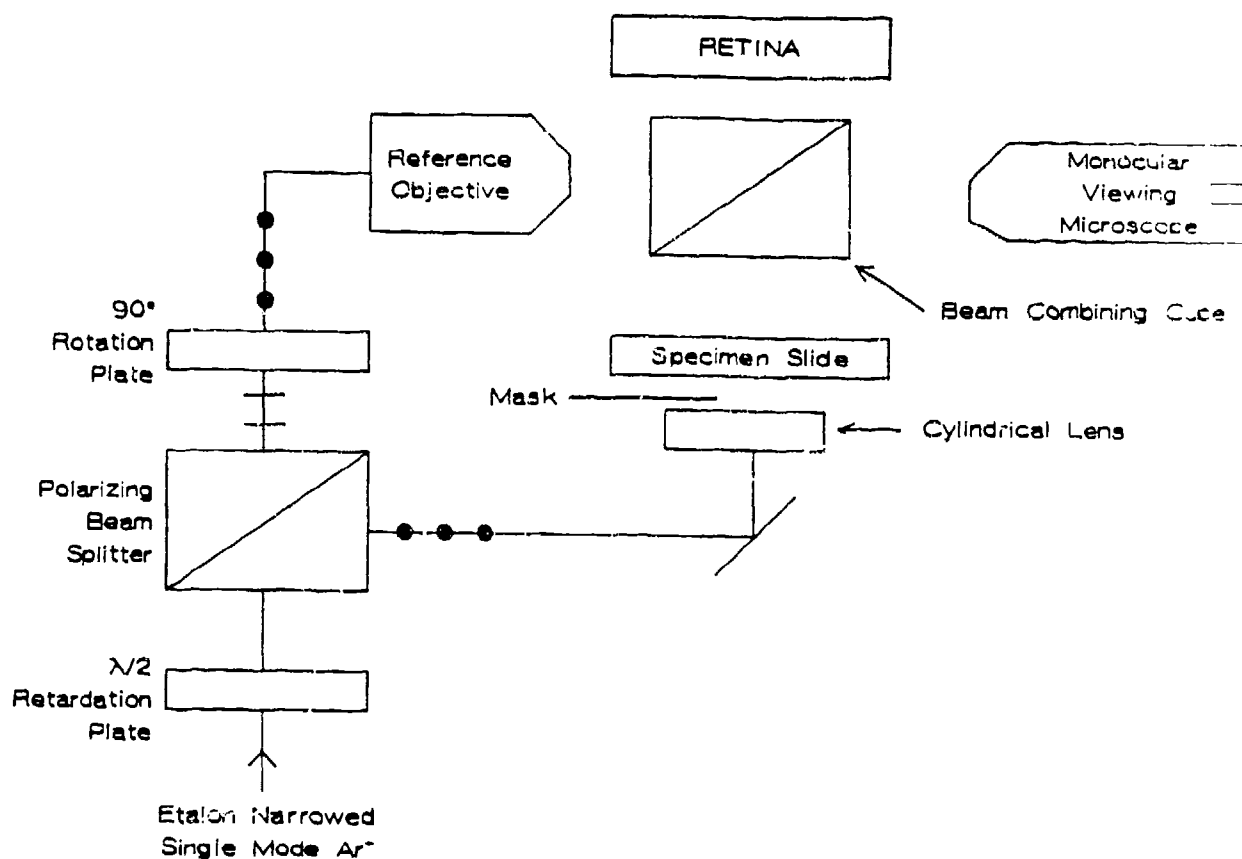 RETINA
Reference
Objective
Monocular
Viewing
Microscope
90°
Rotation
Plate
Beam Combining Cube
Specimen Slide
Mask
Cylindrical Lens
Polarizing
Beam
Splitter
λ/2
Retardation
Plate
Etalon Narrowed
Single Mode Ar⁺